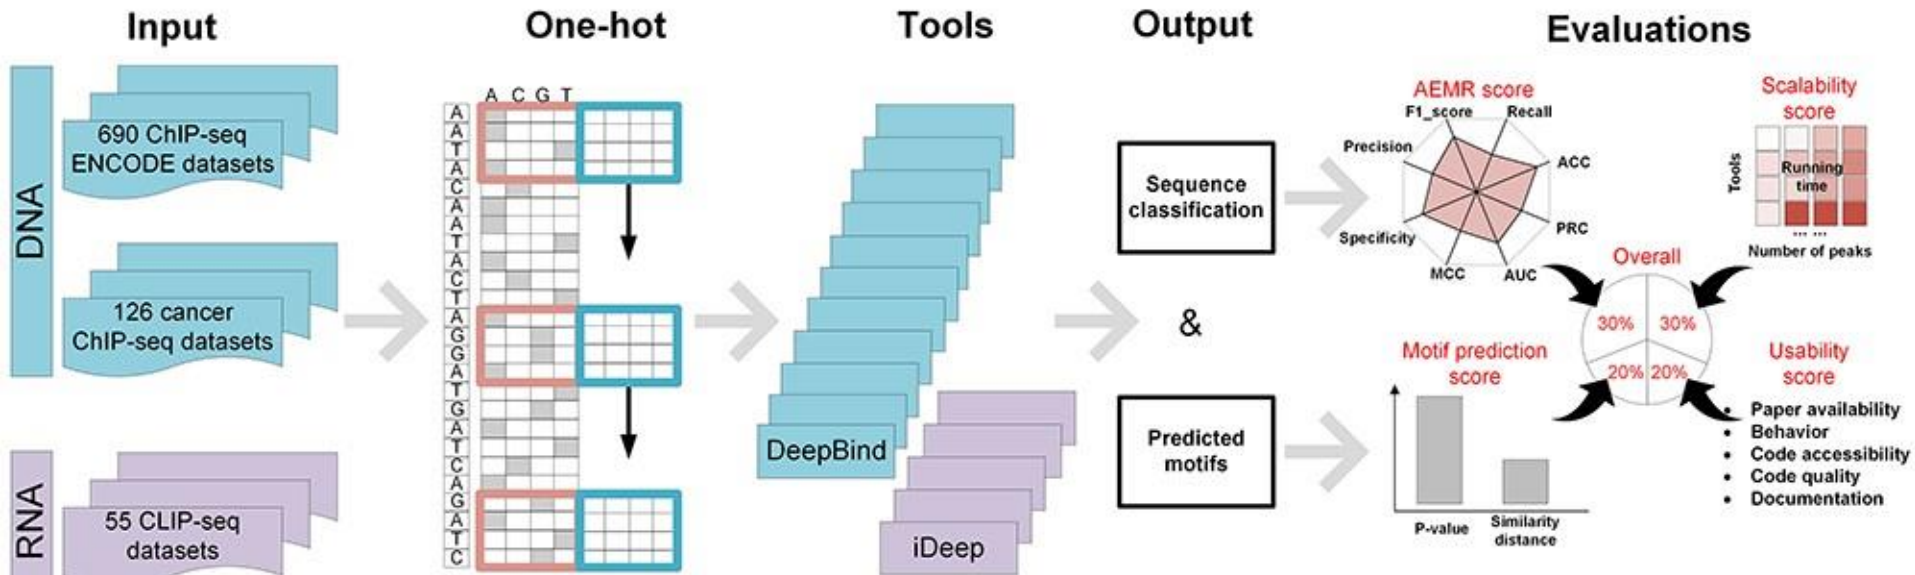 Input
One-hot
Tools
Output
Evaluations
DNA
690 ChIP-seq
ENCODE datasets
126 cancer
ChIP-seq datasets
RNA
55 CLIP-seq
datasets
A C G T
A
A
T
A
C
A
A
T
A
C
T
A
G
G
A
T
G
A
T
C
A
G
A
T
C
DeepBind
iDeep
Sequence
classification
&
Predicted
motifs
AEMR score
F1_score
Recall
Precision
ACC
Specificity
PRC
MCC
AUC
Scalability
score
Tools
Running
time
... ...
Number of peaks
Overall
30%
30%
20%
20%
Motif prediction
score
P-value
Similarity
distance
Usability
score
• Paper availability
• Behavior
• Code accessibility
• Code quality
• Documentation